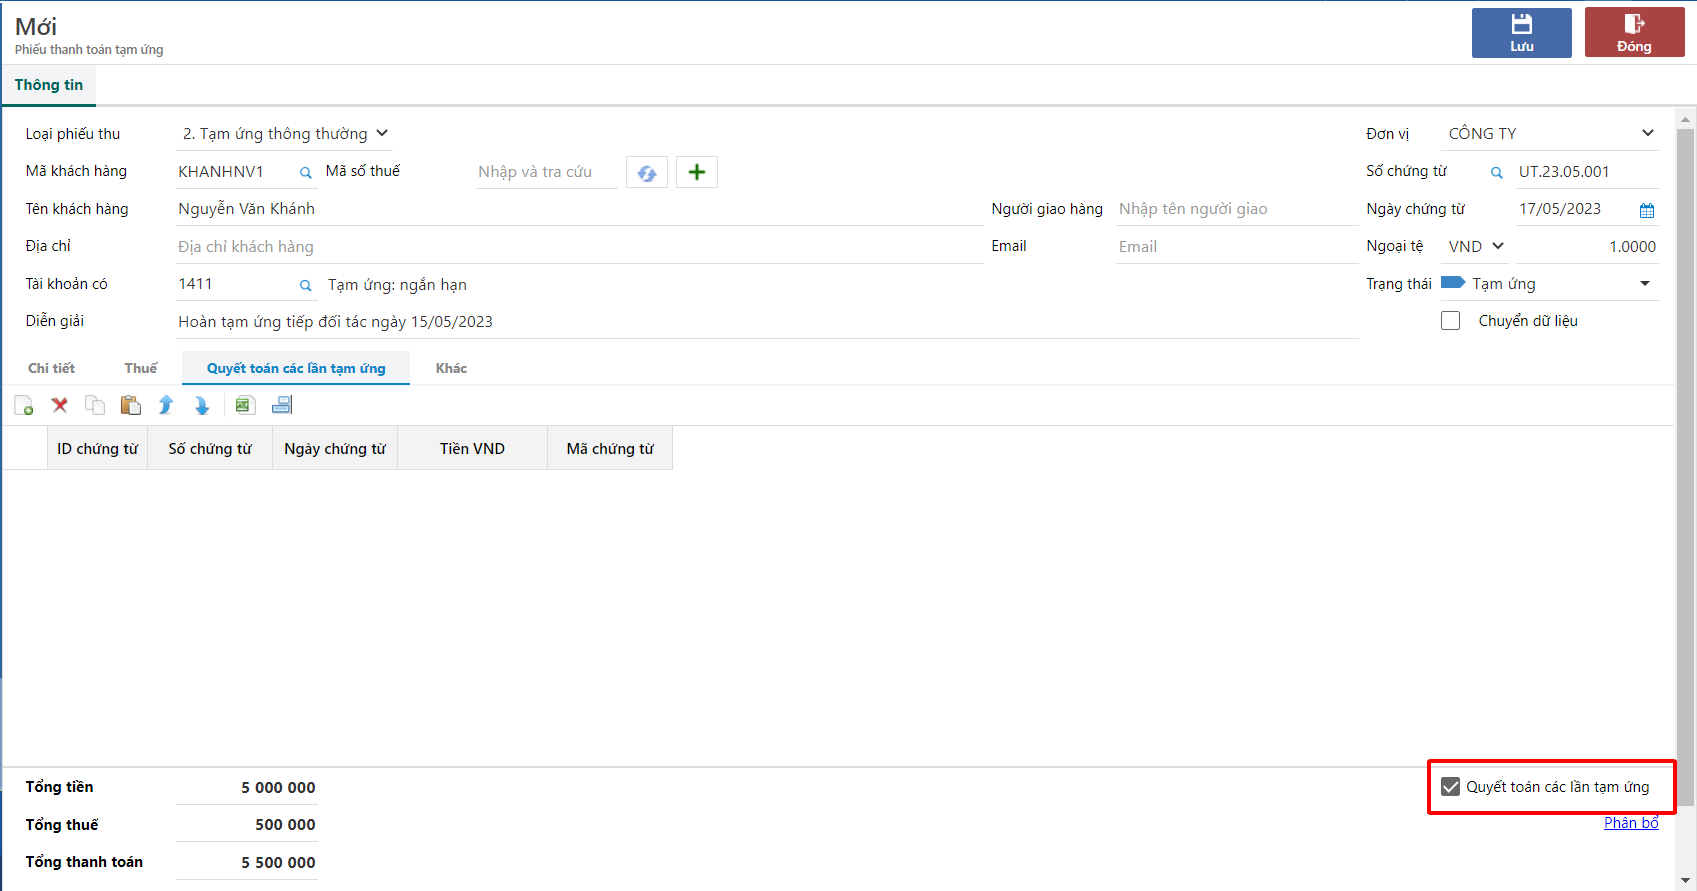 Mới
Phiếu thanh toán tạm ứng
Lưu
Đóng
Thông tin
Loại phiếu thu 2. Tạm ứng thông thường Đơn vị CÔNG TY
Mã khách hàng KHANHNV1 Mã số thuế Nhập và tra cứu Số chứng từ UT.23.05.001
Tên khách hàng Nguyễn Văn Khánh Người giao hàng Nhập tên người giao Ngày chứng từ 17/05/2023
Địa chỉ Địa chỉ khách hàng Email Email Ngoại tệ VND 1.0000
Tài khoản có 1411 Tạm ứng: ngắn hạn Trạng thái Tạm ứng
Diễn giải Hoàn tạm ứng tiếp đối tác ngày 15/05/2023 Chuyển dữ liệu
Chi tiết Thuế Quyết toán các lần tạm ứng Khác
ID chứng từ Số chứng từ Ngày chứng từ Tiền VND Mã chứng từ
Tổng tiền 5 000 000 Quyết toán các lần tạm ứng
Tổng thuế 500 000 Phân bổ
Tổng thanh toán 5 500 000